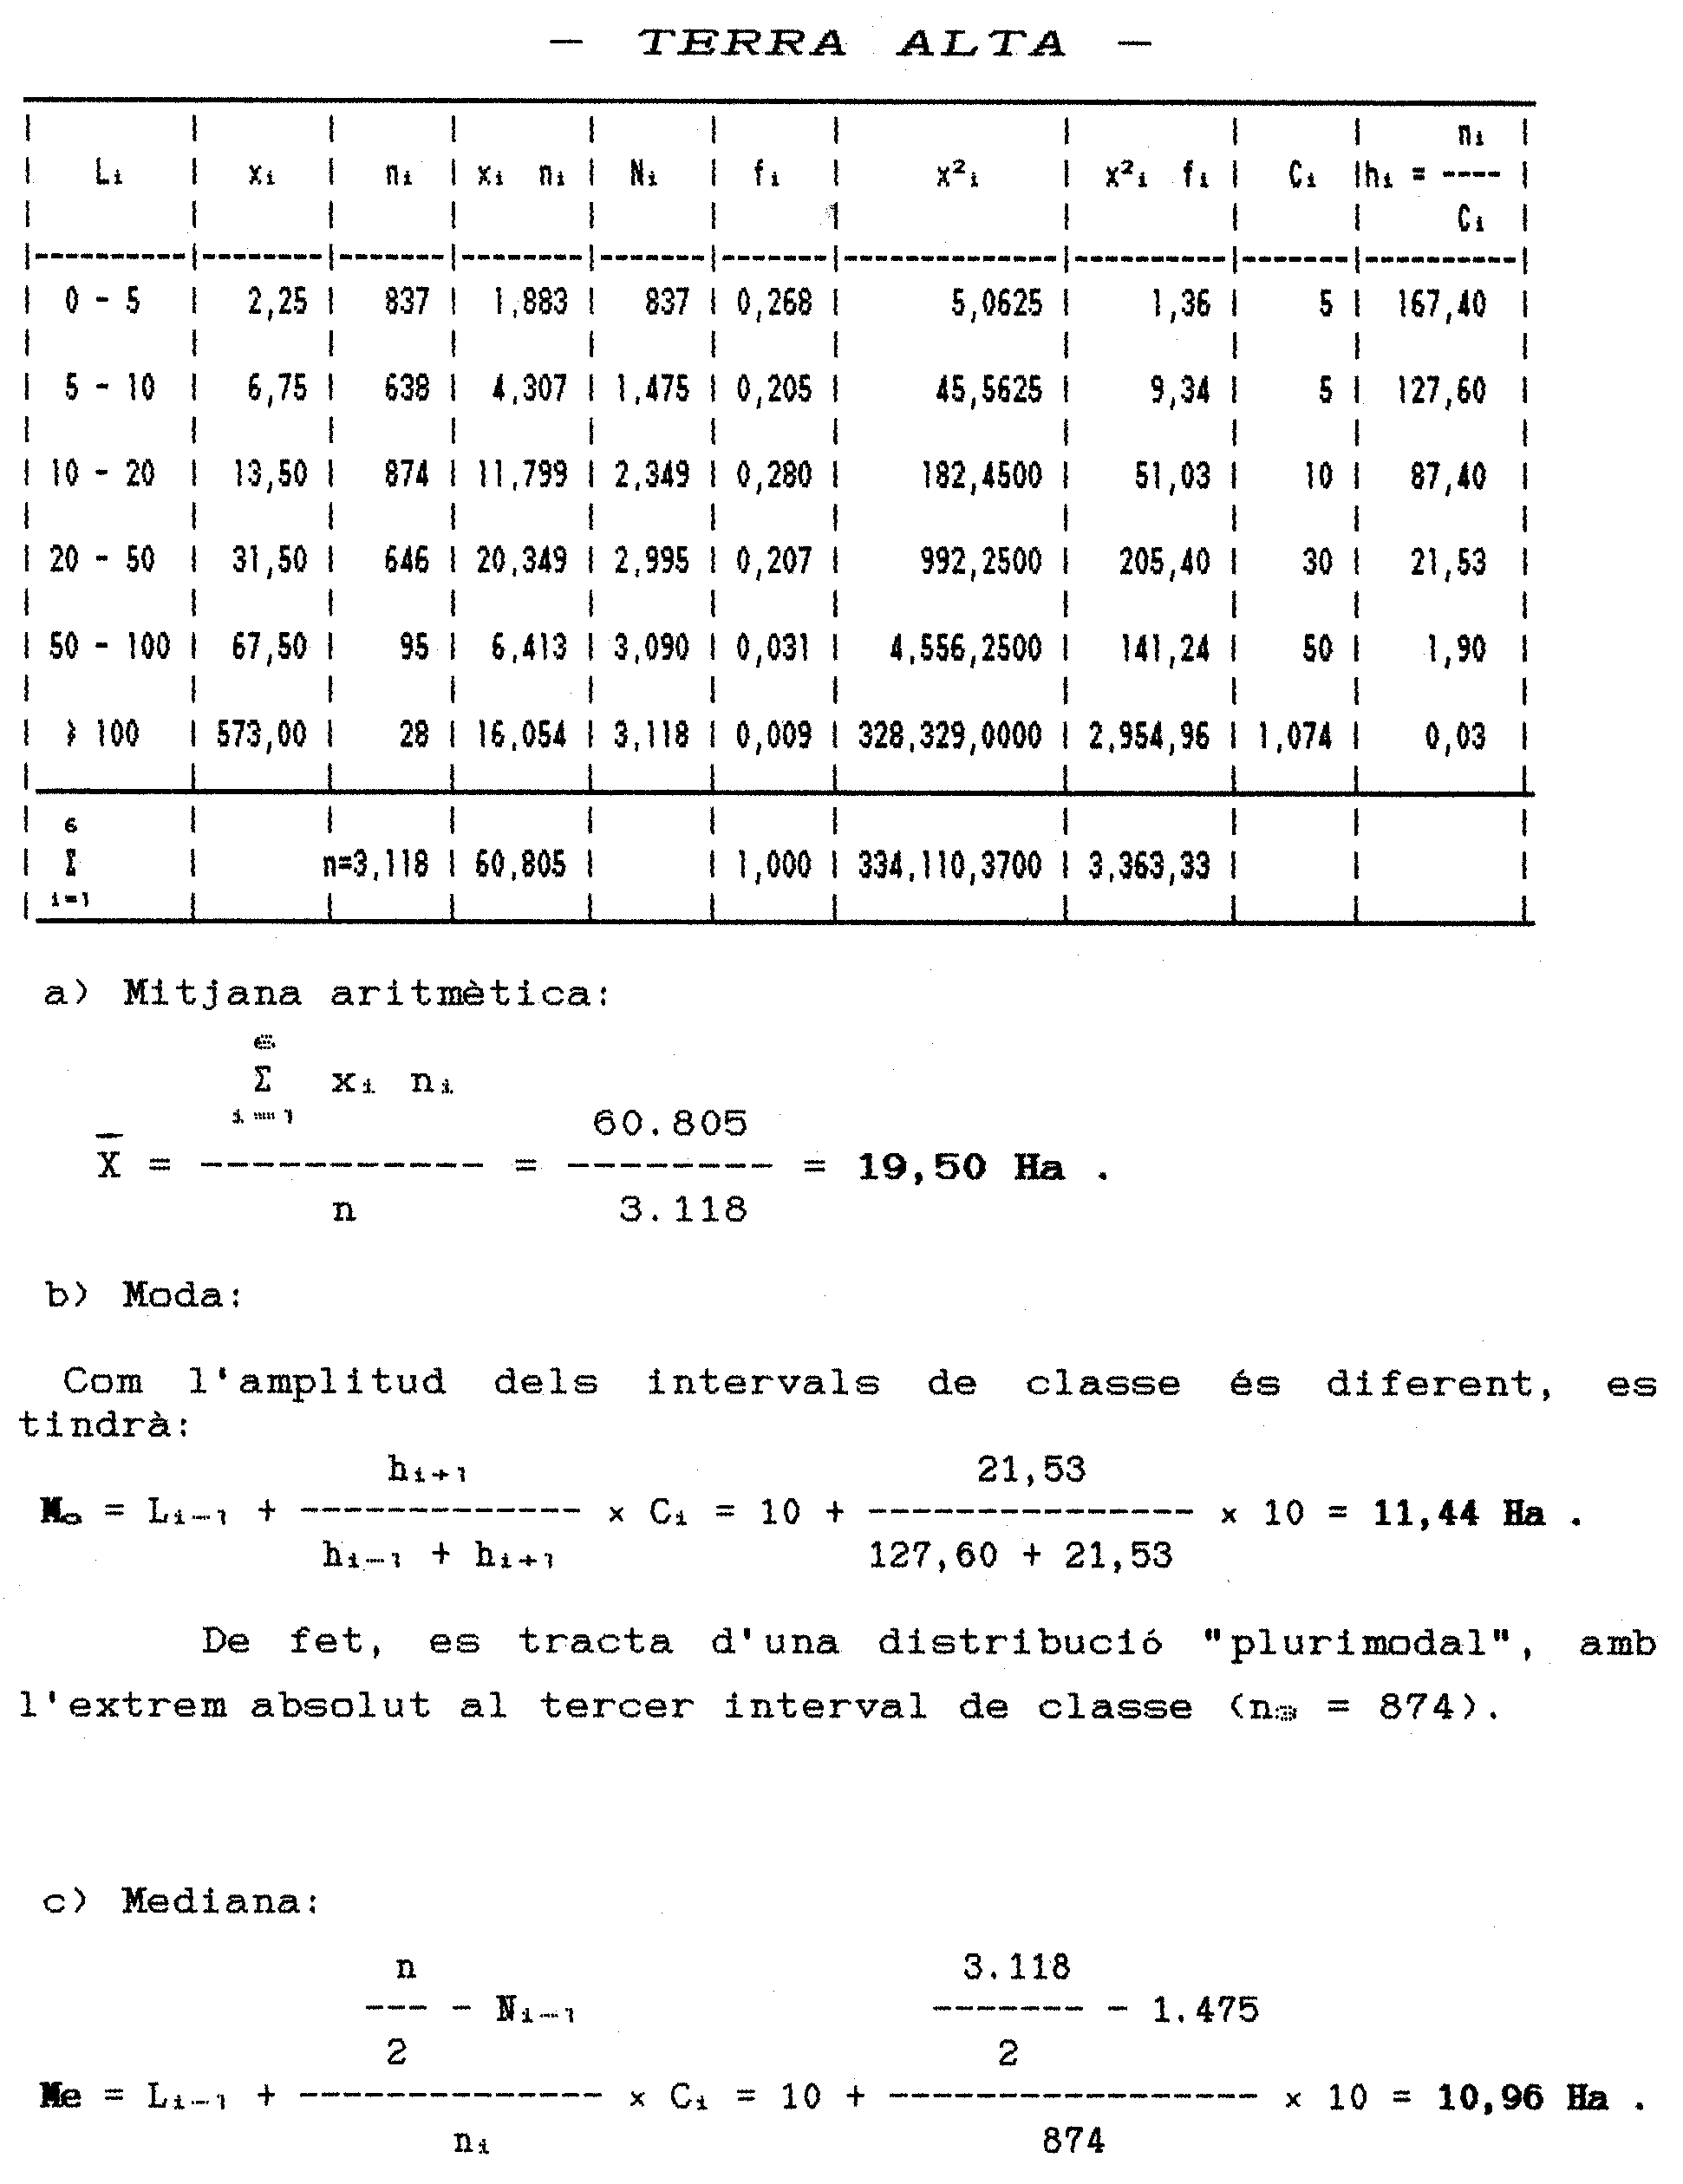 - TERRA ALTA -
| Lᵢ | xᵢ | nᵢ | xᵢ nᵢ | Nᵢ | fᵢ | x²ᵢ | x²ᵢ fᵢ | Cᵢ | hᵢ = nᵢ ---- Cᵢ |
| 0 - 5 | 2,25 | 837 | 1.883 | 837 | 0,268 | 5,0625 | 1,36 | 5 | 167,40 |
| 5 - 10 | 6,75 | 638 | 4.307 | 1.475 | 0,205 | 45,5625 | 9,34 | 5 | 127,60 |
| 10 - 20 | 13,50 | 874 | 11.799 | 2.349 | 0,280 | 182,4500 | 51,03 | 10 | 87,40 |
| 20 - 50 | 31,50 | 646 | 20.349 | 2.995 | 0,207 | 992,2500 | 205,40 | 30 | 21,53 |
| 50 - 100 | 67,50 | 95 | 6.413 | 3.090 | 0,031 | 4.556,2500 | 141,24 | 50 | 1,90 |
| ≥ 100 | 573,00 | 28 | 16.054 | 3.118 | 0,009 | 328.329,0000 | 2.954,96 | 1.074 | 0,03 |
6
| Σ | | n=3.118 | 60.805 | | 1,000 | 334.110,3700 | 3.363,33 | | |
i=1
a) Mitjana aritmètica:
6
Σ xᵢ nᵢ
i=1 60.805
X̄ = ----------- = -------- = 19,50 Ha .
n 3.118
b) Moda:
Com l'amplitud dels intervals de classe és diferent, es
tindrà:
hᵢ₊₁ 21,53
Mₒ = Lᵢ₋₁ + ------------- × Cᵢ = 10 + --------------- × 10 = 11,44 Ha .
hᵢ₋₁ + hᵢ₊₁ 127,60 + 21,53
De fet, es tracta d'una distribució "plurimodal", amb
l'extrem absolut al tercer interval de classe (n₃ = 874).
c) Mediana:
n 3.118
--- - Nᵢ₋₁ ------- - 1.475
2 2
Me = Lᵢ₋₁ + -------------- × Cᵢ = 10 + ----------------- × 10 = 10,96 Ha .
nᵢ 874